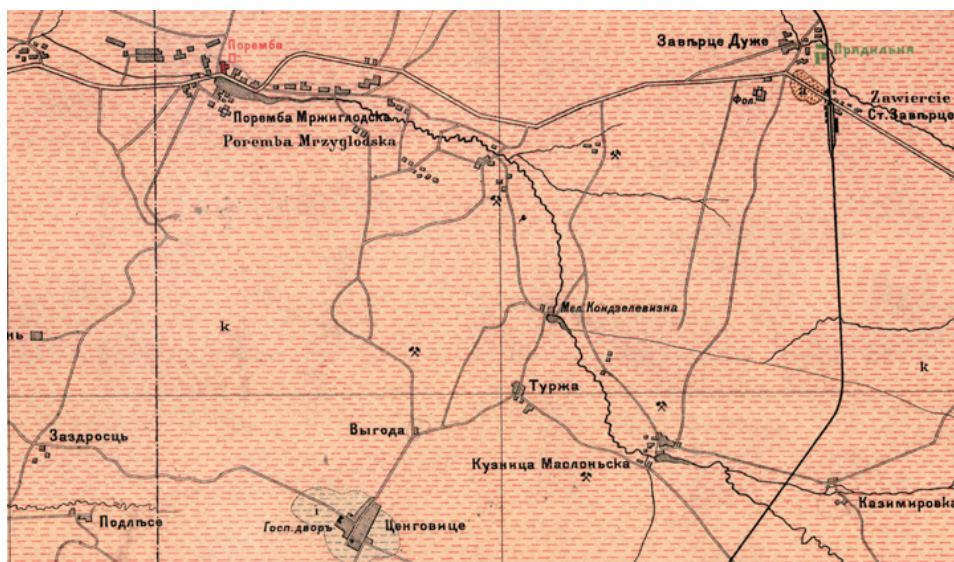 Поремба
П.
Завѣрце Дуже
Прядильня
Фол.
a
Zawiercie
Ст. Завѣрце
Поремба Мржиглодска
Poremba Mrzyglodska
Мел. Кондзелевизна
нь
k
k
Туржа
Выгода
Заздросць
Кузница Маслоньска
Казимировка
i
Госп. дворъ
Ценговице
Подлѣсе